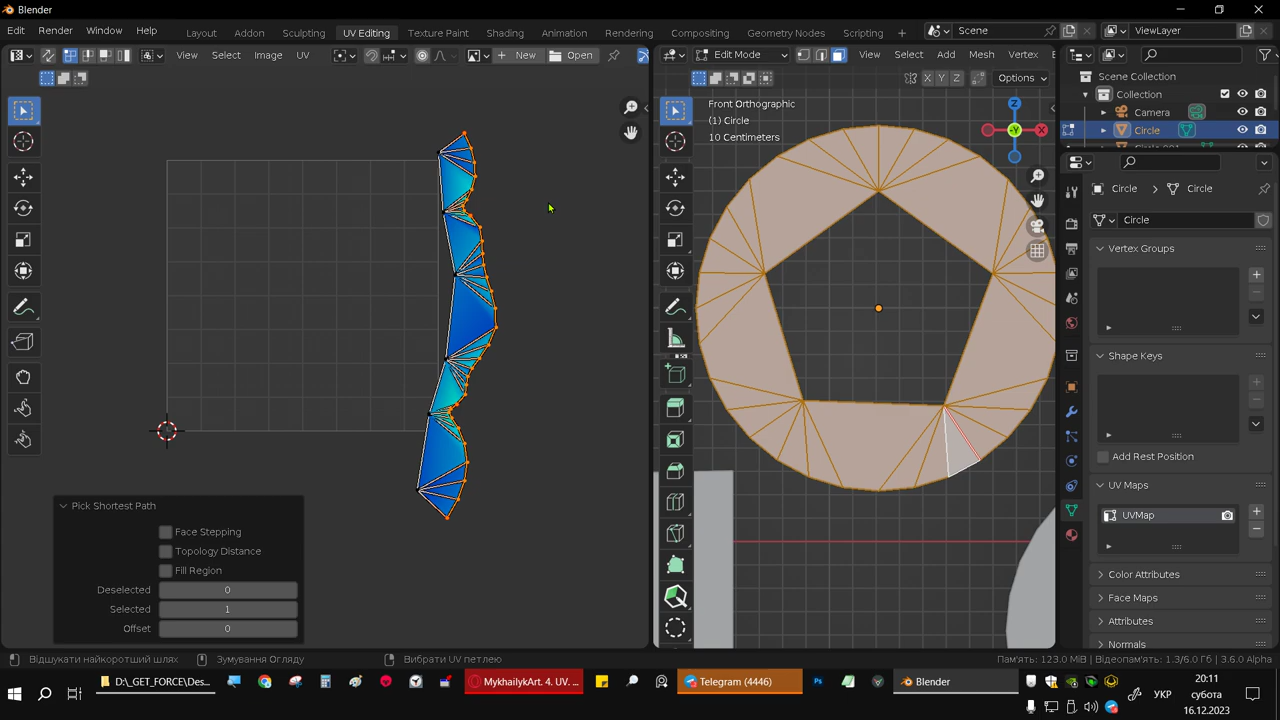 Blender
File Render Window Help Layout Addon Sculpting UV Editing Texture Paint Shading Animation Rendering Compositing Geometry Nodes Scripting Scene ViewLayer
View Select Image UV New Open Edit Mode View Select Add Mesh Vertex
X Y Z Options
Scene Collection
Collection
Camera
Circle
Front Orthographic
(1) Circle
10 Centimeters
Z
X
-Y
Circle Circle
Circle
Vertex Groups
Shape Keys
Add Rest Position
UV Maps
UVMap
Color Attributes
Face Maps
Attributes
Normals
Pick Shortest Path
Face Stepping
Topology Distance
Fill Region
Deselected 0
Selected 1
Offset 0
Відшукати найкоротший шлях Зумування Огляду Вибрати UV петлею Пам'ять: 123.0 MiB | Відеопам'ять: 1.3/6.0 Гіб | 3.6.0 Alpha
D:\_GET_FORCE\Des... MykhailykArt. 4. UV. ... Telegram (4446) Ps Blender
УКР
20:11
субота
16.12.2023